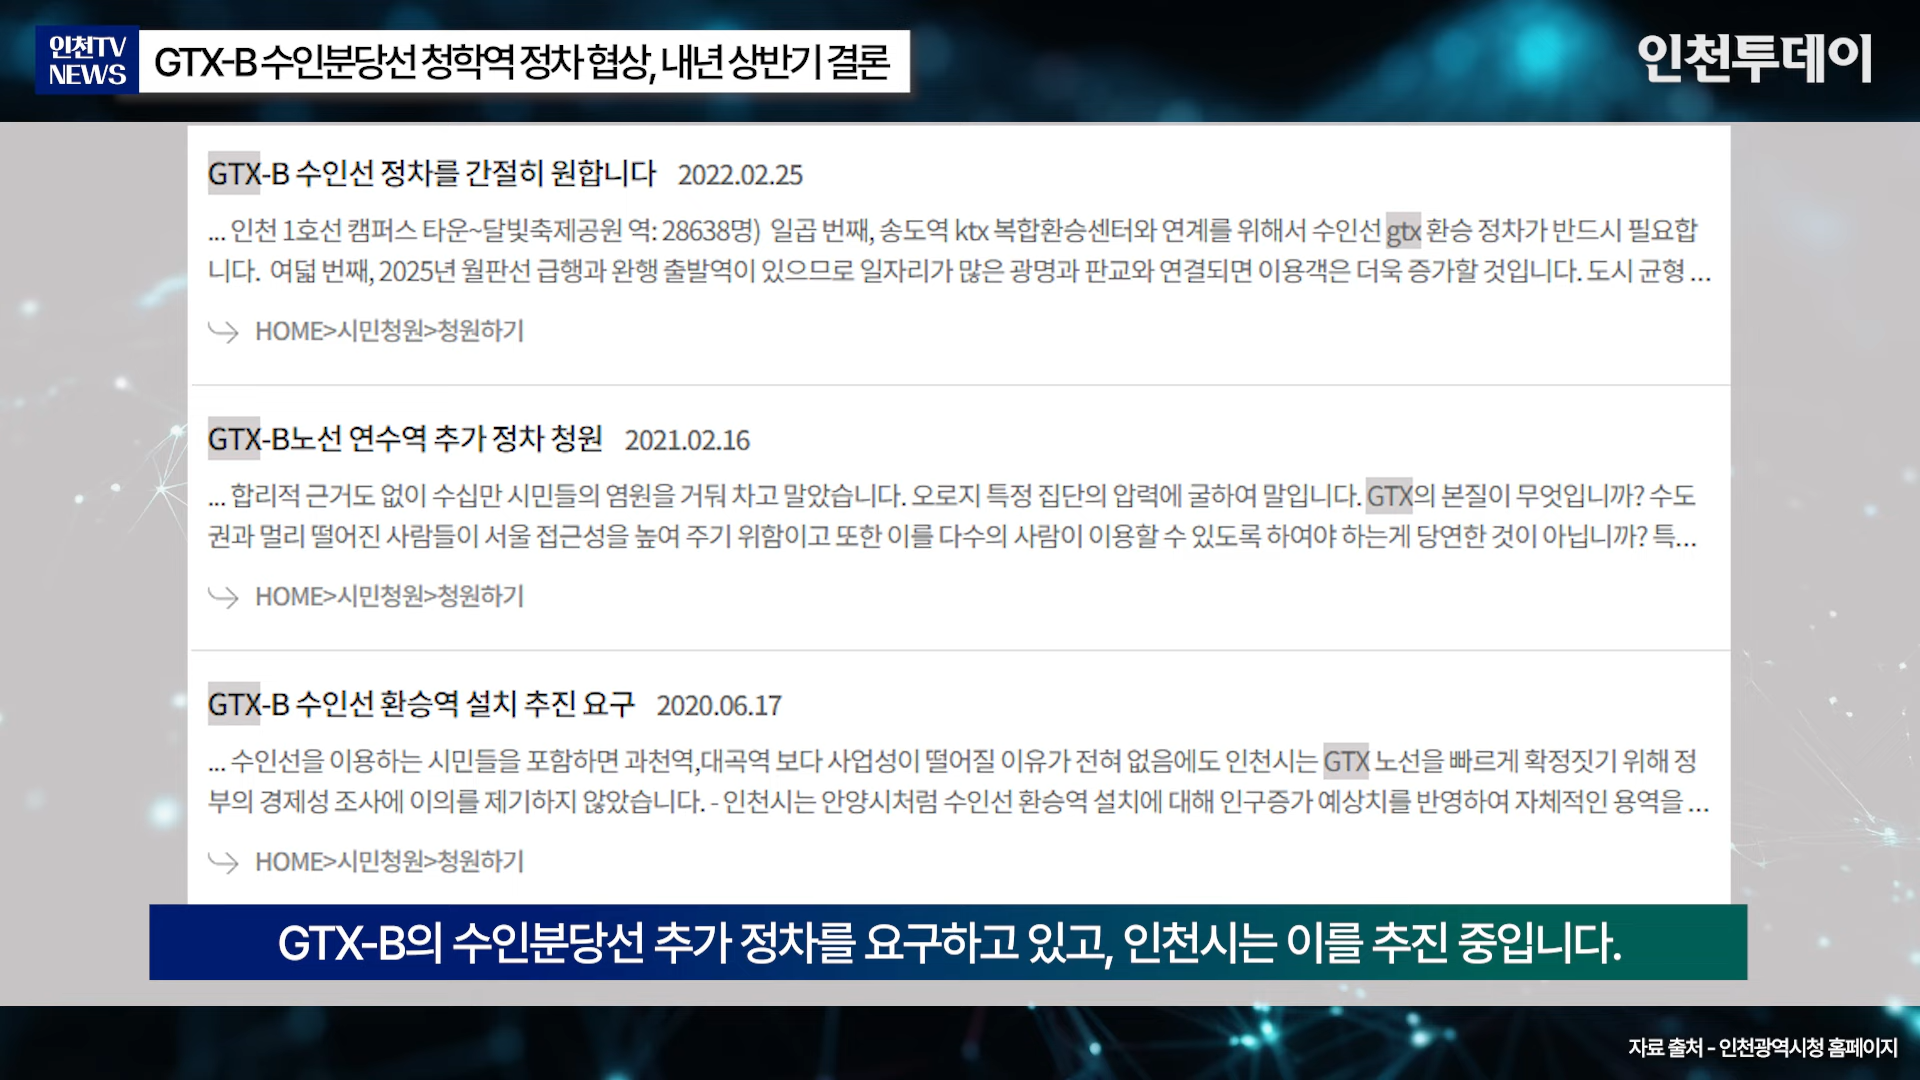 인천TV
NEWS
GTX-B 수인분당선 청학역 정차 협상, 내년 상반기 결론
인천투데이
GTX-B 수인선 정차를 간절히 원합니다 2022.02.25
... 인천 1호선 캠퍼스 타운~달빛축제공원 역: 28638명) 일곱 번째, 송도역 ktx 복합환승센터와 연계를 위해서 수인선 gtx 환승 정차가 반드시 필요합
니다. 여덟 번째, 2025년 월판선 급행과 완행 출발역이 있으므로 일자리가 많은 광명과 판교와 연결되면 이용객은 더욱 증가할 것입니다. 도시 균형 ...
HOME>시민청원>청원하기
GTX-B노선 연수역 추가 정차 청원 2021.02.16
... 합리적 근거도 없이 수십만 시민들의 염원을 거둬 차고 말았습니다. 오로지 특정 집단의 압력에 굴하여 말입니다. GTX의 본질이 무엇입니까? 수도
권과 멀리 떨어진 사람들이 서울 접근성을 높여 주기 위함이고 또한 이를 다수의 사람이 이용할 수 있도록 하여야 하는게 당연한 것이 아닙니까? 특...
HOME>시민청원>청원하기
GTX-B 수인선 환승역 설치 추진 요구 2020.06.17
... 수인선을 이용하는 시민들을 포함하면 과천역,대곡역 보다 사업성이 떨어질 이유가 전혀 없음에도 인천시는 GTX 노선을 빠르게 확정짓기 위해 정
부의 경제성 조사에 이의를 제기하지 않았습니다. - 인천시는 안양시처럼 수인선 환승역 설치에 대해 인구증가 예상치를 반영하여 자체적인 용역을 ...
HOME>시민청원>청원하기
GTX-B의 수인분당선 추가 정차를 요구하고 있고, 인천시는 이를 추진 중입니다.
자료 출처 - 인천광역시청 홈페이지